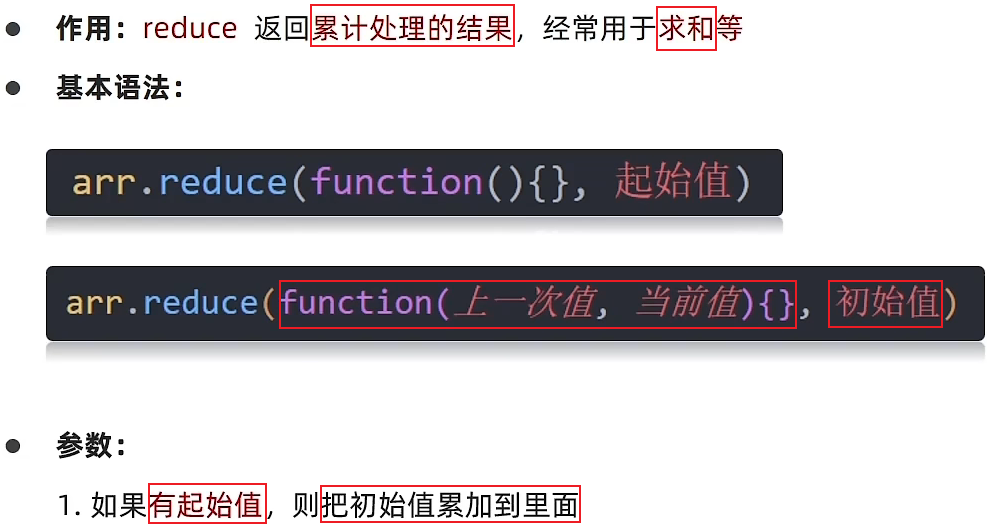 ● 作用：reduce 返回累计处理的结果，经常用于求和等
● 基本语法：
arr.reduce(function(){}, 起始值)
arr.reduce(function(上一次值, 当前值){}, 初始值)
● 参数：
1. 如果有起始值，则把初始值累加到里面